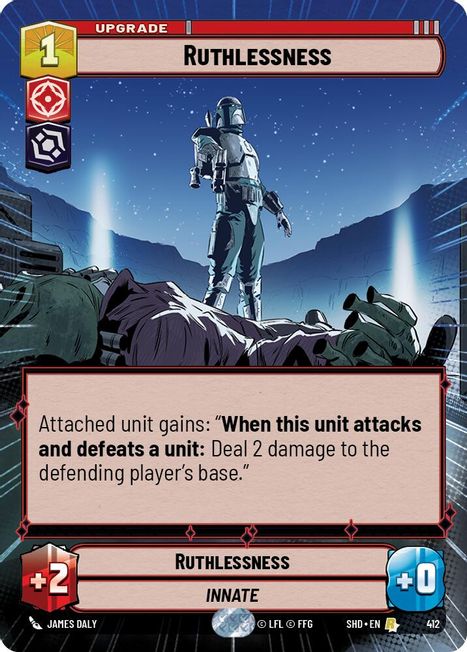 UPGRADE
1
RUTHLESSNESS
Attached unit gains: “When this unit attacks
and defeats a unit: Deal 2 damage to the
defending player’s base.”
+2
RUTHLESSNESS
+0
INNATE
JAMES DALY
© LFL © FFG
SHD • EN
R
412